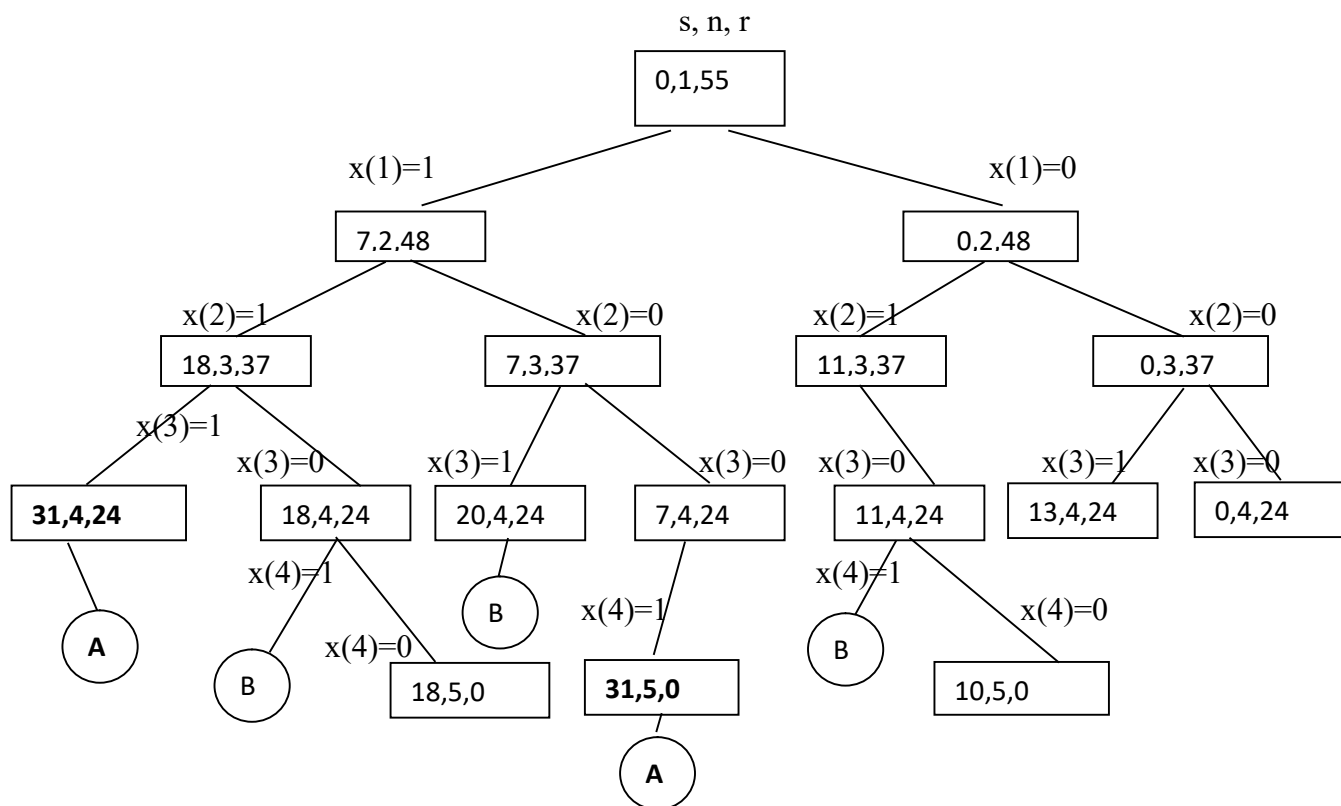 s, n, r
0,1,55
x(1)=1
x(1)=0
7,2,48
0,2,48
x(2)=1
x(2)=0
x(2)=1
x(2)=0
18,3,37
7,3,37
11,3,37
0,3,37
x(3)=1
x(3)=0
x(3)=1
x(3)=0
x(3)=0
x(3)=1
x(3)=0
31,4,24
18,4,24
20,4,24
7,4,24
11,4,24
13,4,24
0,4,24
x(4)=1
x(4)=0
x(4)=1
x(4)=1
x(4)=0
A
B
18,5,0
B
31,5,0
B
10,5,0
A